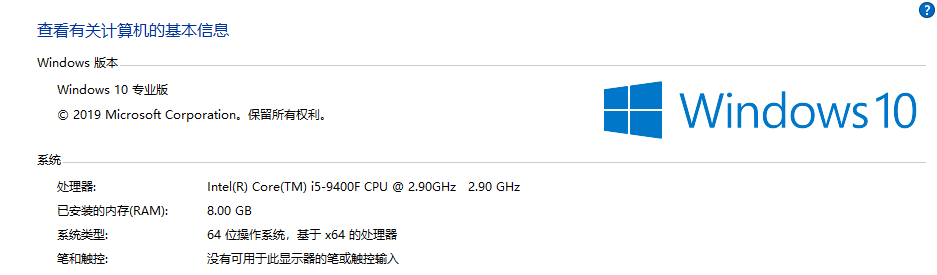 ?
查看有关计算机的基本信息
Windows 版本
Windows 10 专业版
© 2019 Microsoft Corporation。保留所有权利。
Windows 10
系统
处理器: Intel(R) Core(TM) i5-9400F CPU @ 2.90GHz 2.90 GHz
已安装的内存(RAM): 8.00 GB
系统类型: 64 位操作系统，基于 x64 的处理器
笔和触控: 没有可用于此显示器的笔或触控输入